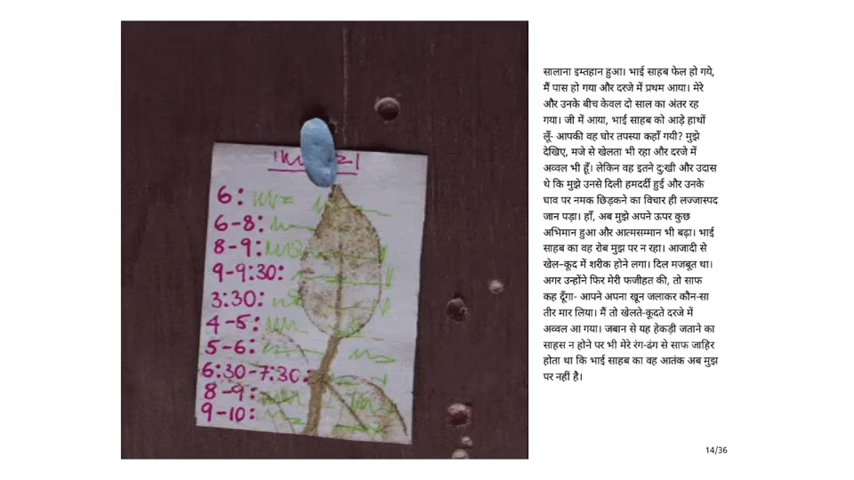 6:
6-8:
8-9:
9-9:30:
3:30:
4-5:
5-6:
6:30-7:30:
8-9:
9-10:
सालाना इम्तहान हुआ। भाई साहब फेल हो गये,
मैं पास हो गया और दरजे में प्रथम आया। मेरे
और उनके बीच केवल दो साल का अंतर रह
गया। जी में आया, भाई साहब को आड़े हाथों
लूँ- आपकी वह घोर तपस्या कहाँ गयी? मुझे
देखिए, मजे से खेलता भी रहा और दरजे में
अव्वल भी हूँ। लेकिन वह इतने दु:खी और उदास
थे कि मुझे उनसे दिली हमदर्दी हुई और उनके
घाव पर नमक छिड़कने का विचार ही लज्जास्पद
जान पड़ा। हाँ, अब मुझे अपने ऊपर कुछ
अभिमान हुआ और आत्मसम्मान भी बढ़ा। भाई
साहब का वह रोब मुझ पर न रहा। आजादी से
खेल–कूद में शरीक होने लगा। दिल मजबूत था।
अगर उन्होंने फिर मेरी फजीहत की, तो साफ
कह दूँगा- आपने अपना खून जलाकर कौन-सा
तीर मार लिया। मैं तो खेलते-कूदते दरजे में
अव्वल आ गया। जबान से यह हेकड़ी जताने का
साहस न होने पर भी मेरे रंग-ढंग से साफ जाहिर
होता था कि भाई साहब का वह आतंक अब मुझ
पर नहीं है।
14/36